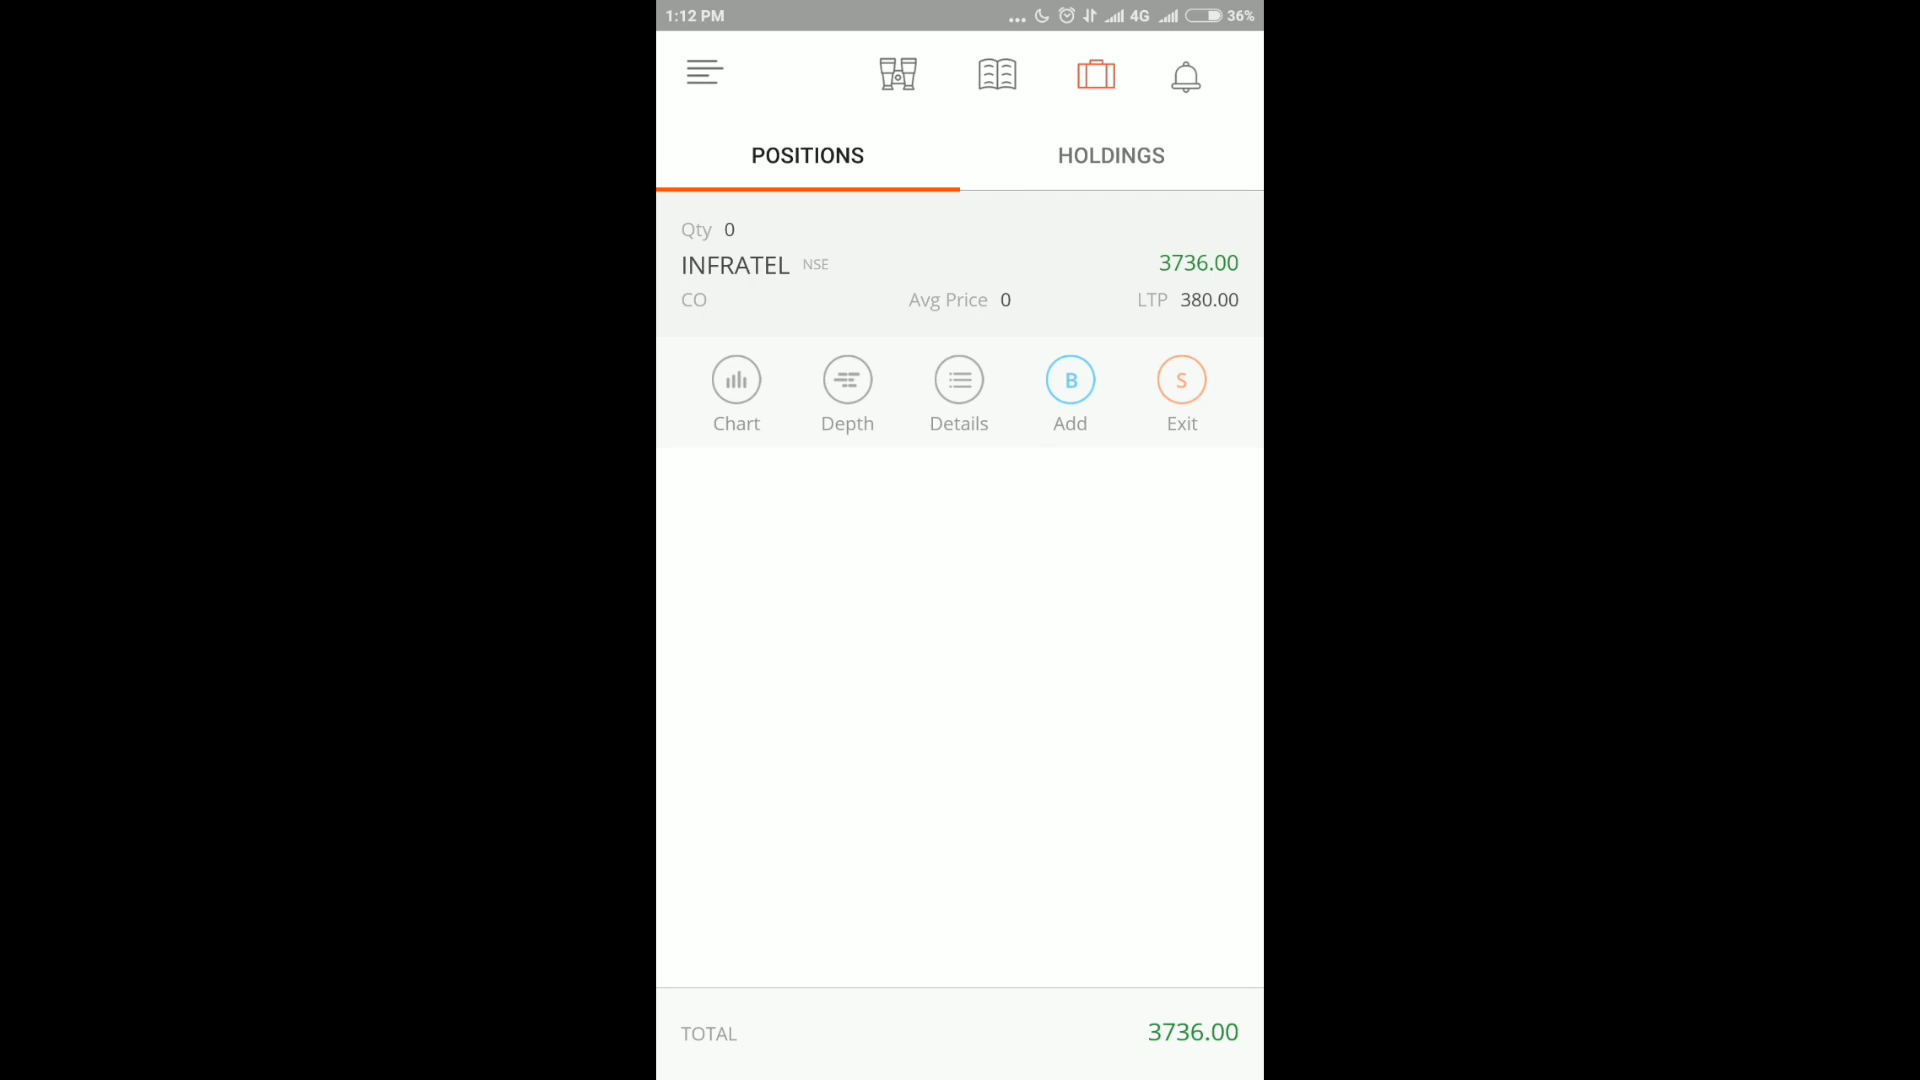 1:12 PM ... 4G 36%
POSITIONS HOLDINGS
Qty 0
INFRATEL NSE 3736.00
CO Avg Price 0 LTP 380.00
B S
Chart Depth Details Add Exit
TOTAL 3736.00